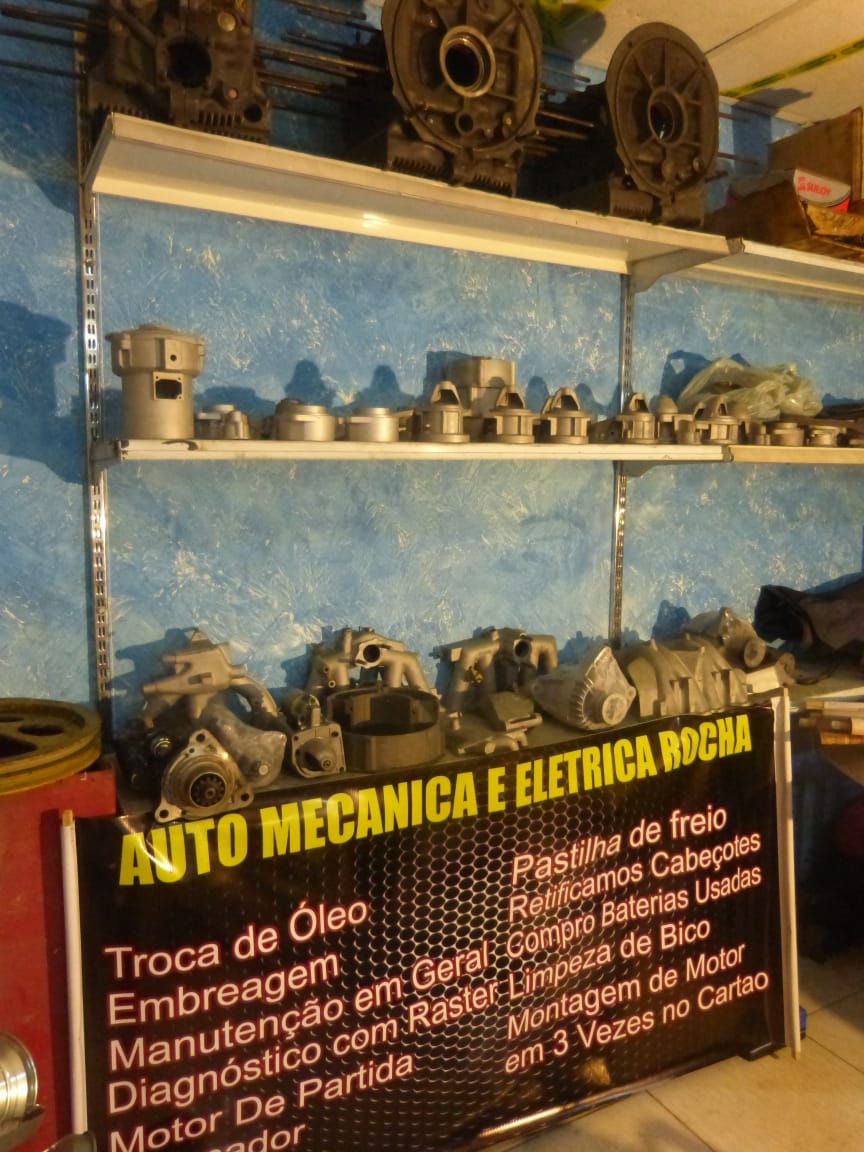 AUTO MECANICA E ELETRICA ROCHA
Troca de Óleo
Embreagem
Manutenção em Geral
Diagnóstico com Raster
Motor De Partida
Pastilha de freio
Retificamos Cabeçotes
Compro Baterias Usadas
Limpeza de Bico
Montagem de Motor
em 3 Vezes no Cartao